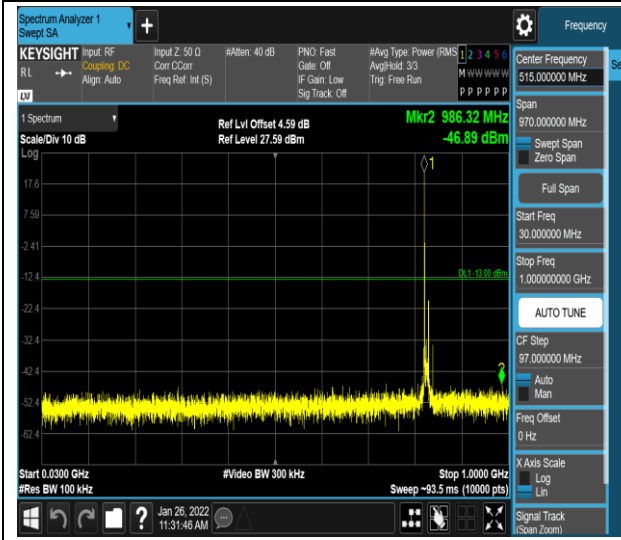 Spectrum Analyzer 1
Swept SA
+
Frequency
KEYSIGHT
RL
LXI
Input: RF
Coupling: DC
Align: Auto
Input Z: 50 Ω
Corr CCorr
Freq Ref: Int (S)
#Atten: 40 dB
PNO: Fast
Gate: Off
IF Gain: Low
Sig Track: Off
#Avg Type: Power (RMS
Avg|Hold: 3/3
Trig: Free Run
1 2 3 4 5 6
M W W W W W
P P P P P P
Center Frequency
515.000000 MHz
Se
Span
970.000000 MHz
Swept Span
Zero Span
Full Span
Start Freq
30.000000 MHz
Stop Freq
1.000000000 GHz
AUTO TUNE
CF Step
97.000000 MHz
Auto
Man
Freq Offset
0 Hz
X Axis Scale
Log
Lin
Signal Track
(Span Zoom)
1 Spectrum
Scale/Div 10 dB
Log
Ref Lvl Offset 4.59 dB
Ref Level 27.59 dBm
Mkr2 986.32 MHz
-46.89 dBm
1
17.6
7.59
-2.41
-12.4
DL1 -13.00 dBm
-22.4
-32.4
-42.4
2
-52.4
-62.4
Start 0.0300 GHz
#Video BW 300 kHz
Stop 1.0000 GHz
#Res BW 100 kHz
Sweep ~93.5 ms (10000 pts)
?
Jan 26, 2022
11:31:46 AM